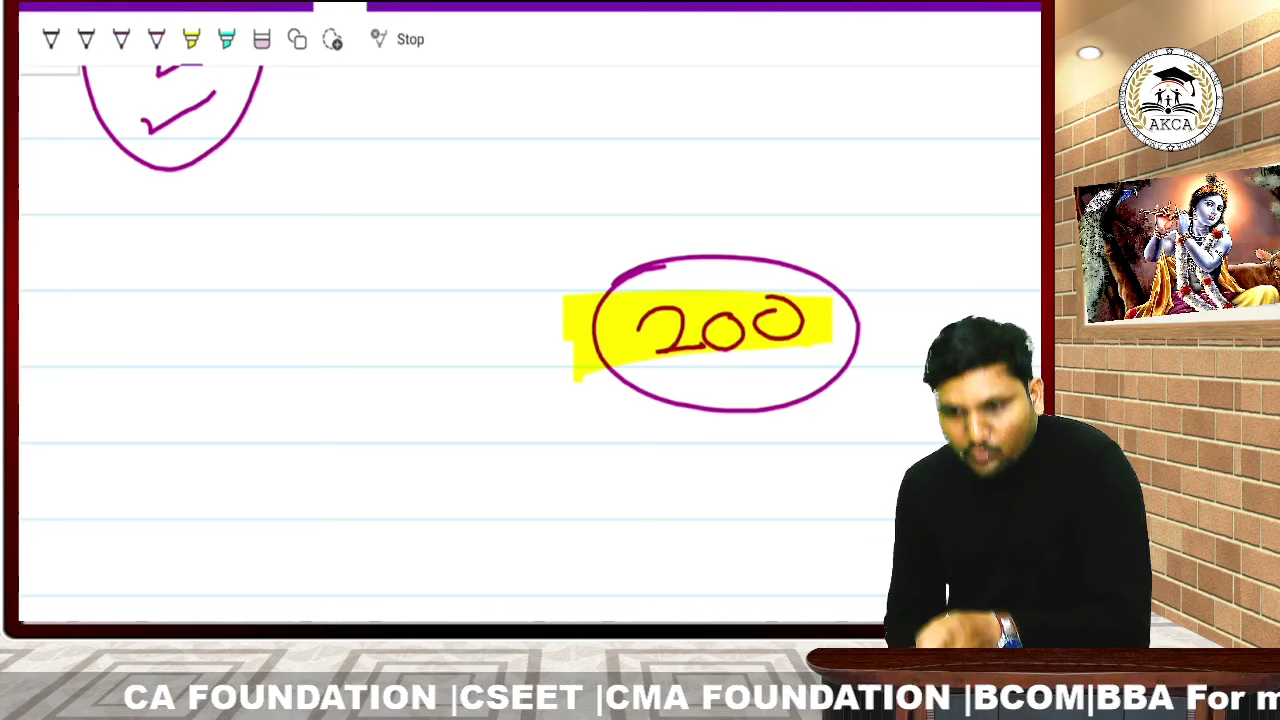 Stop
AKCA
200
CA FOUNDATION |CSEET |CMA FOUNDATION |BCOM|BBA For m